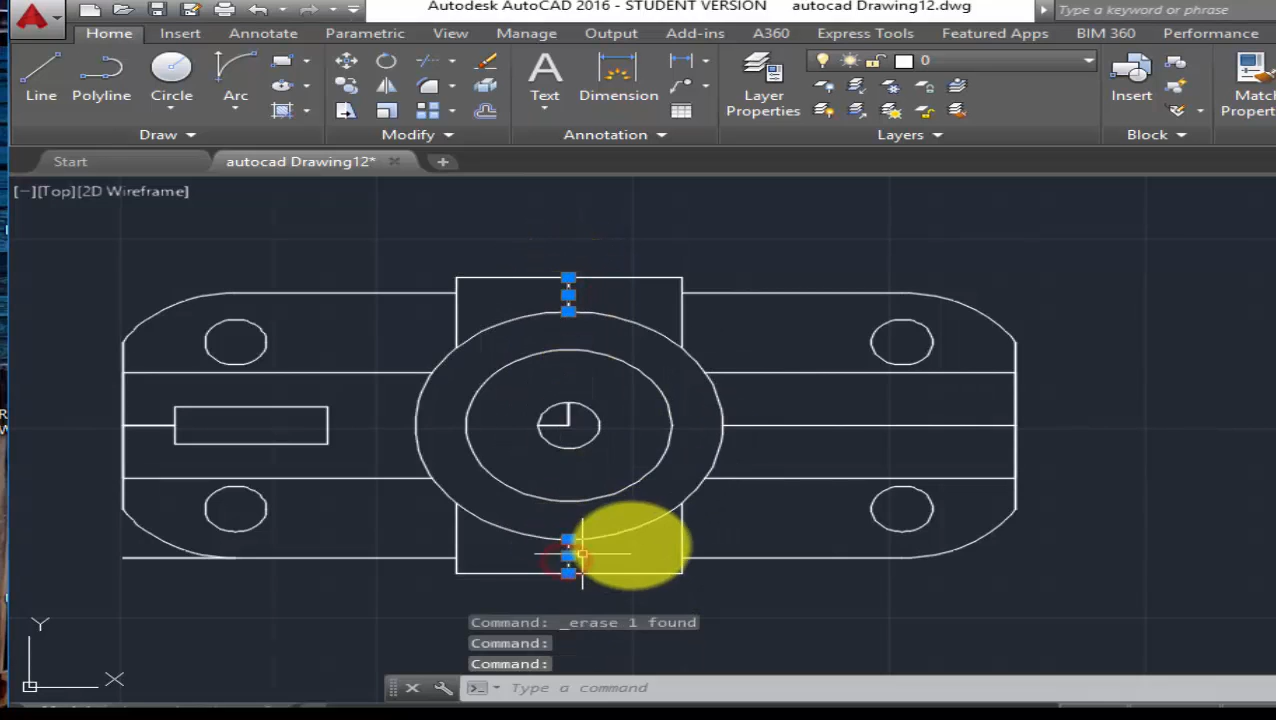 Autodesk AutoCAD 2016 - STUDENT VERSION autocad Drawing12.dwg
Type a keyword or phrase
Home Insert Annotate Parametric View Manage Output Add-ins A360 Express Tools Featured Apps BIM 360 Performance
0
Line Polyline Circle Arc Text Dimension Layer Properties Insert Match
Draw Modify Annotation Layers Block
Start autocad Drawing12*
[−][Top][2D Wireframe]
Command: _erase 1 found
Command:
Command:
Type a command
Y
X